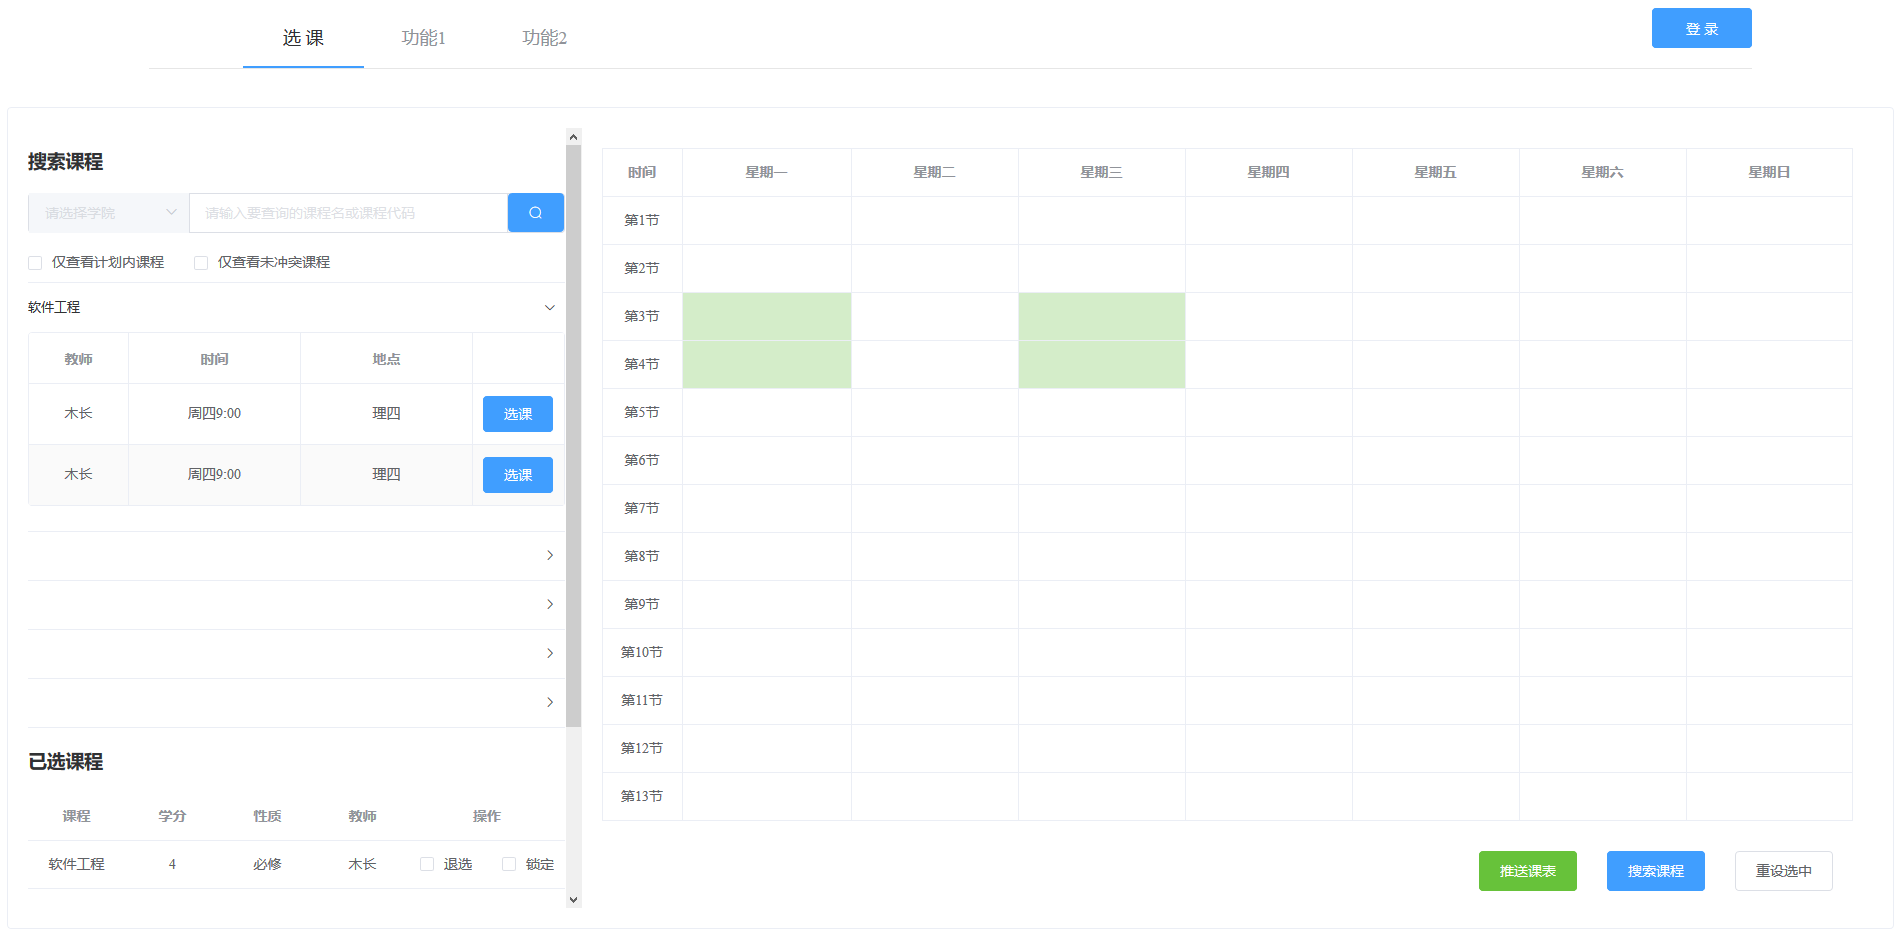 选 课 功能1 功能2 登 录
搜索课程
请选择学院 请输入要查询的课程名或课程代码
仅查看计划内课程 仅查看未冲突课程
软件工程
教师 时间 地点
木长 周四9:00 理四 选课
木长 周四9:00 理四 选课
已选课程
课程 学分 性质 教师 操作
软件工程 4 必修 木长 退选 锁定
时间 星期一 星期二 星期三 星期四 星期五 星期六 星期日
第1节
第2节
第3节
第4节
第5节
第6节
第7节
第8节
第9节
第10节
第11节
第12节
第13节
推送课表 搜索课程 重设选中